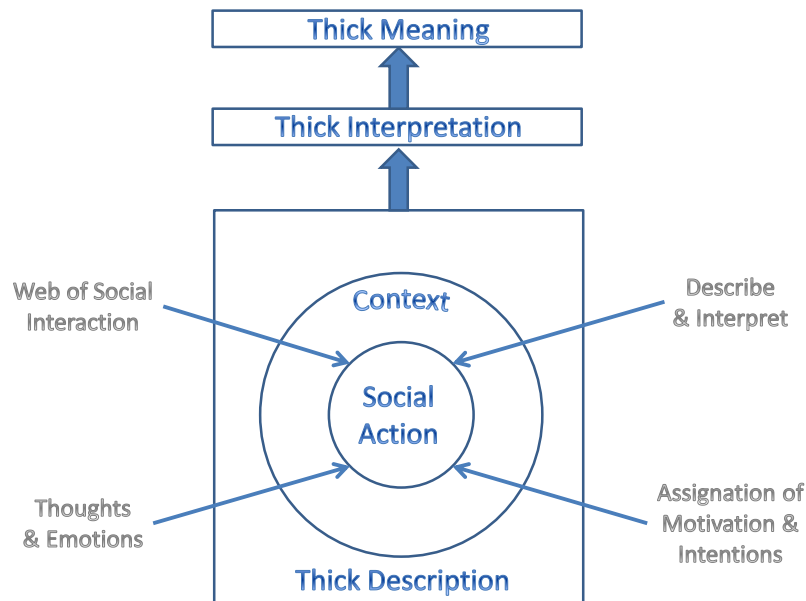 Thick Meaning
Thick Interpretation
Web of Social
Interaction
Context
Describe
& Interpret
Social
Action
Thoughts
& Emotions
Assignation of
Motivation &
Intentions
Thick Description